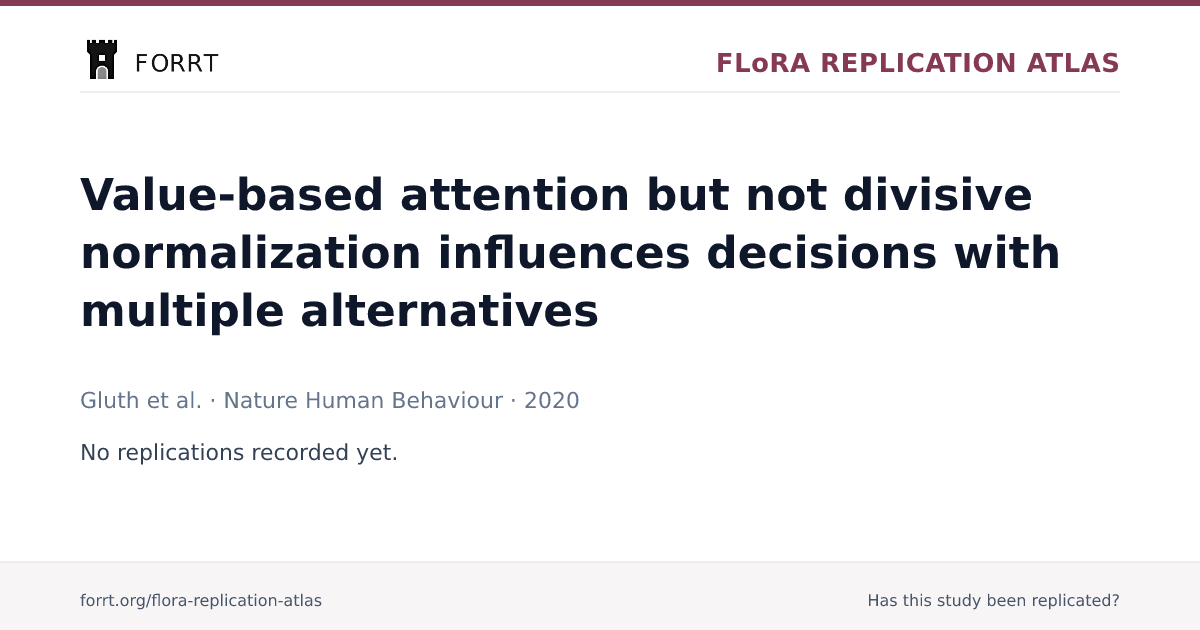 FORRT
FLoRA REPLICATION ATLAS
Value-based attention but not divisive
normalization influences decisions with
multiple alternatives
Gluth et al. · Nature Human Behaviour · 2020
No replications recorded yet.
forrt.org/flora-replication-atlas
Has this study been replicated?